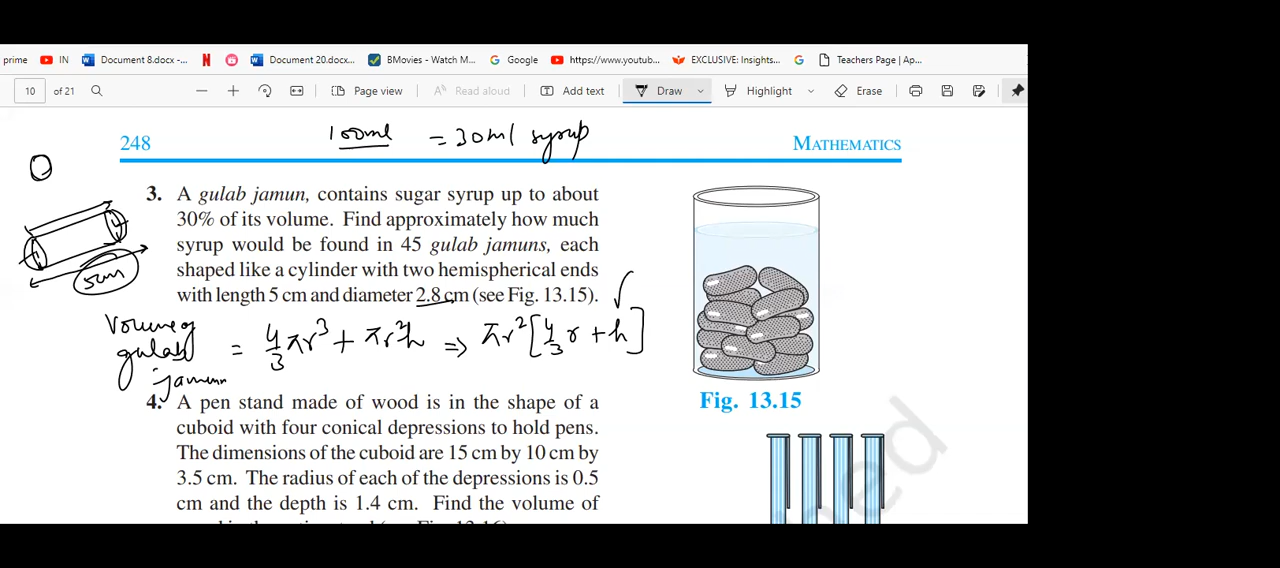 prime IN Document 8.docx -... N Document 20.docx... BMovies - Watch M... Google https://www.youtub... EXCLUSIVE: Insights... Teachers Page | Ap...
10 of 21 Page view Read aloud Add text Draw Highlight Erase
100ml = 30ml syrup
248 MATHEMATICS
3. A gulab jamun, contains sugar syrup up to about
30% of its volume. Find approximately how much
syrup would be found in 45 gulab jamuns, each
shaped like a cylinder with two hemispherical ends
5cm
with length 5 cm and diameter 2.8 cm (see Fig. 13.15).
Volume of
gulab
jamun
= 4/3 πr³ + πr²h ⇒ πr² [4/3 r + h]
Fig. 13.15
4. A pen stand made of wood is in the shape of a
cuboid with four conical depressions to hold pens.
The dimensions of the cuboid are 15 cm by 10 cm by
3.5 cm. The radius of each of the depressions is 0.5
cm and the depth is 1.4 cm. Find the volume of